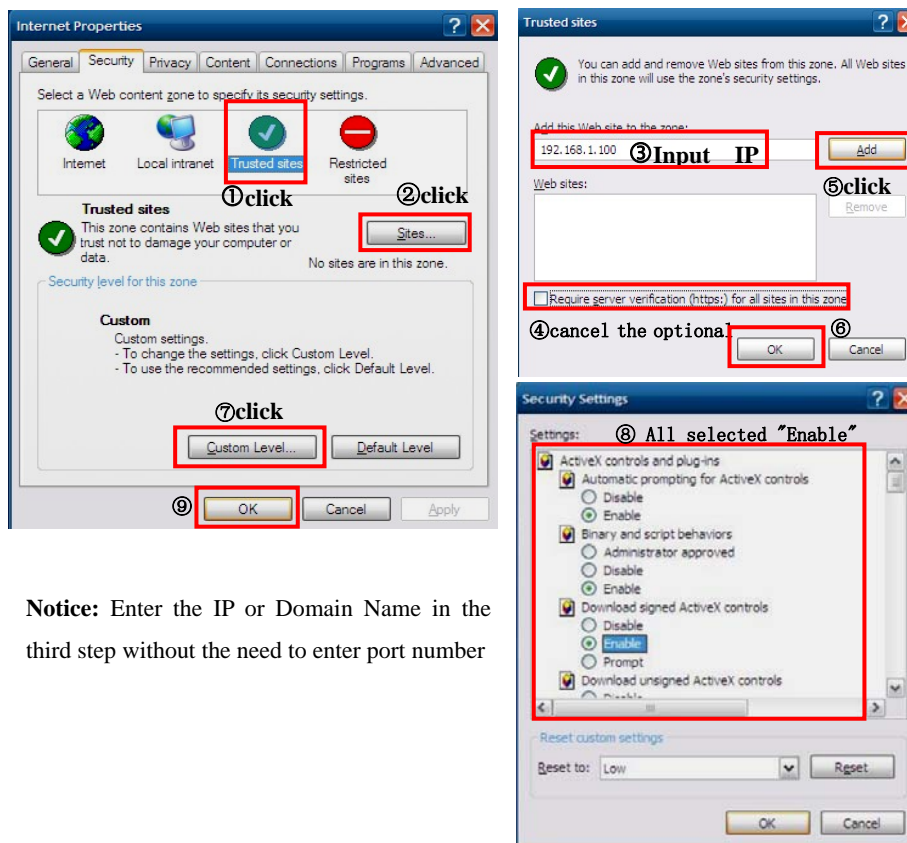 Internet Properties
General Security Privacy Content Connections Programs Advanced
Select a Web content zone to specify its security settings.
Internet Local intranet Trusted sites Restricted sites
①click ②click
Trusted sites
This zone contains Web sites that you
trust not to damage your computer or
data.
Sites...
No sites are in this zone.
Security level for this zone
Custom
Custom settings.
- To change the settings, click Custom Level.
- To use the recommended settings, click Default Level.
⑦click
Custom Level... Default Level
⑨ OK Cancel Apply
Notice: Enter the IP or Domain Name in the
third step without the need to enter port number
Trusted sites
You can add and remove Web sites from this zone. All Web sites
in this zone will use the zone's security settings.
Add this Web site to the zone:
192.168.1.100 ③Input IP Add
Web sites: ⑤click
Remove
Require server verification (https:) for all sites in this zone
④cancel the optional ⑥
OK Cancel
Security Settings
Settings: ⑧ All selected "Enable"
ActiveX controls and plug-ins
Automatic prompting for ActiveX controls
Disable
Enable
Binary and script behaviors
Administrator approved
Disable
Enable
Download signed ActiveX controls
Disable
Enable
Prompt
Download unsigned ActiveX controls
Disable
Reset custom settings
Reset to: Low Reset
OK Cancel